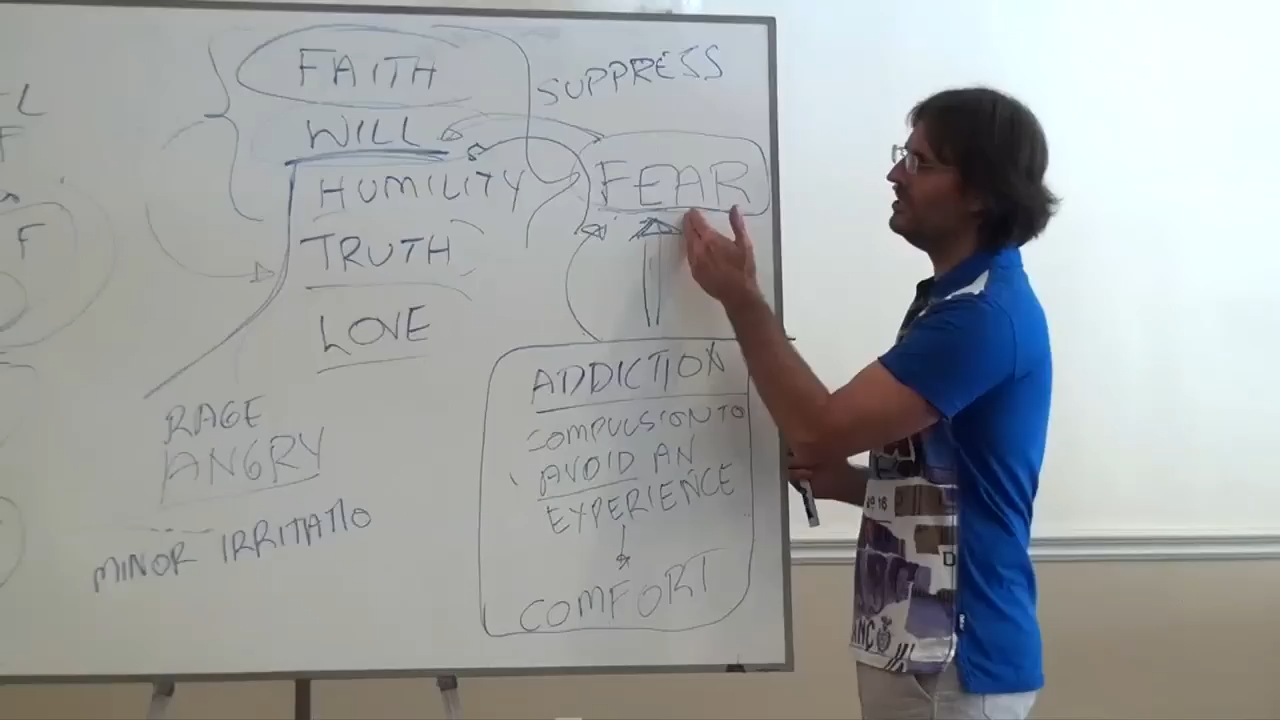 L
F
F
FAITH
WILL
HUMILITY
TRUTH
LOVE
SUPPRESS
FEAR
RAGE
ANGRY
MINOR IRRITATIO
ADDICTION
COMPULSION TO
AVOID AN
EXPERIENCE
COMFORT